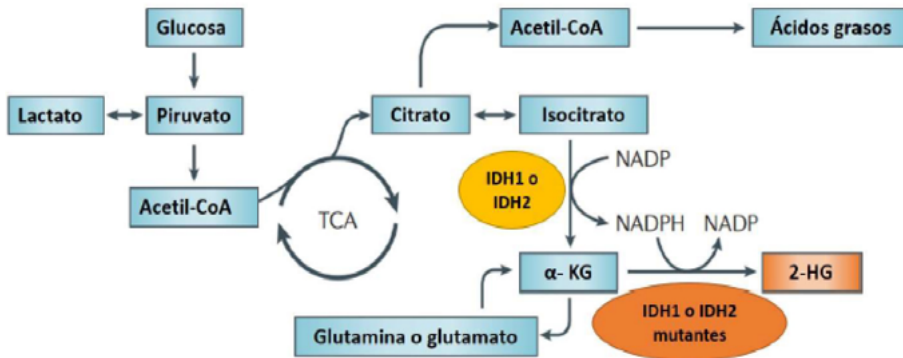 Glucosa
Acetil-CoA
Ácidos grasos
Lactato
Piruvato
Citrato
Isocitrato
NADP
IDH1 o
IDH2
Acetil-CoA
TCA
NADPH
NADP
α- KG
2-HG
IDH1 o IDH2
mutantes
Glutamina o glutamato